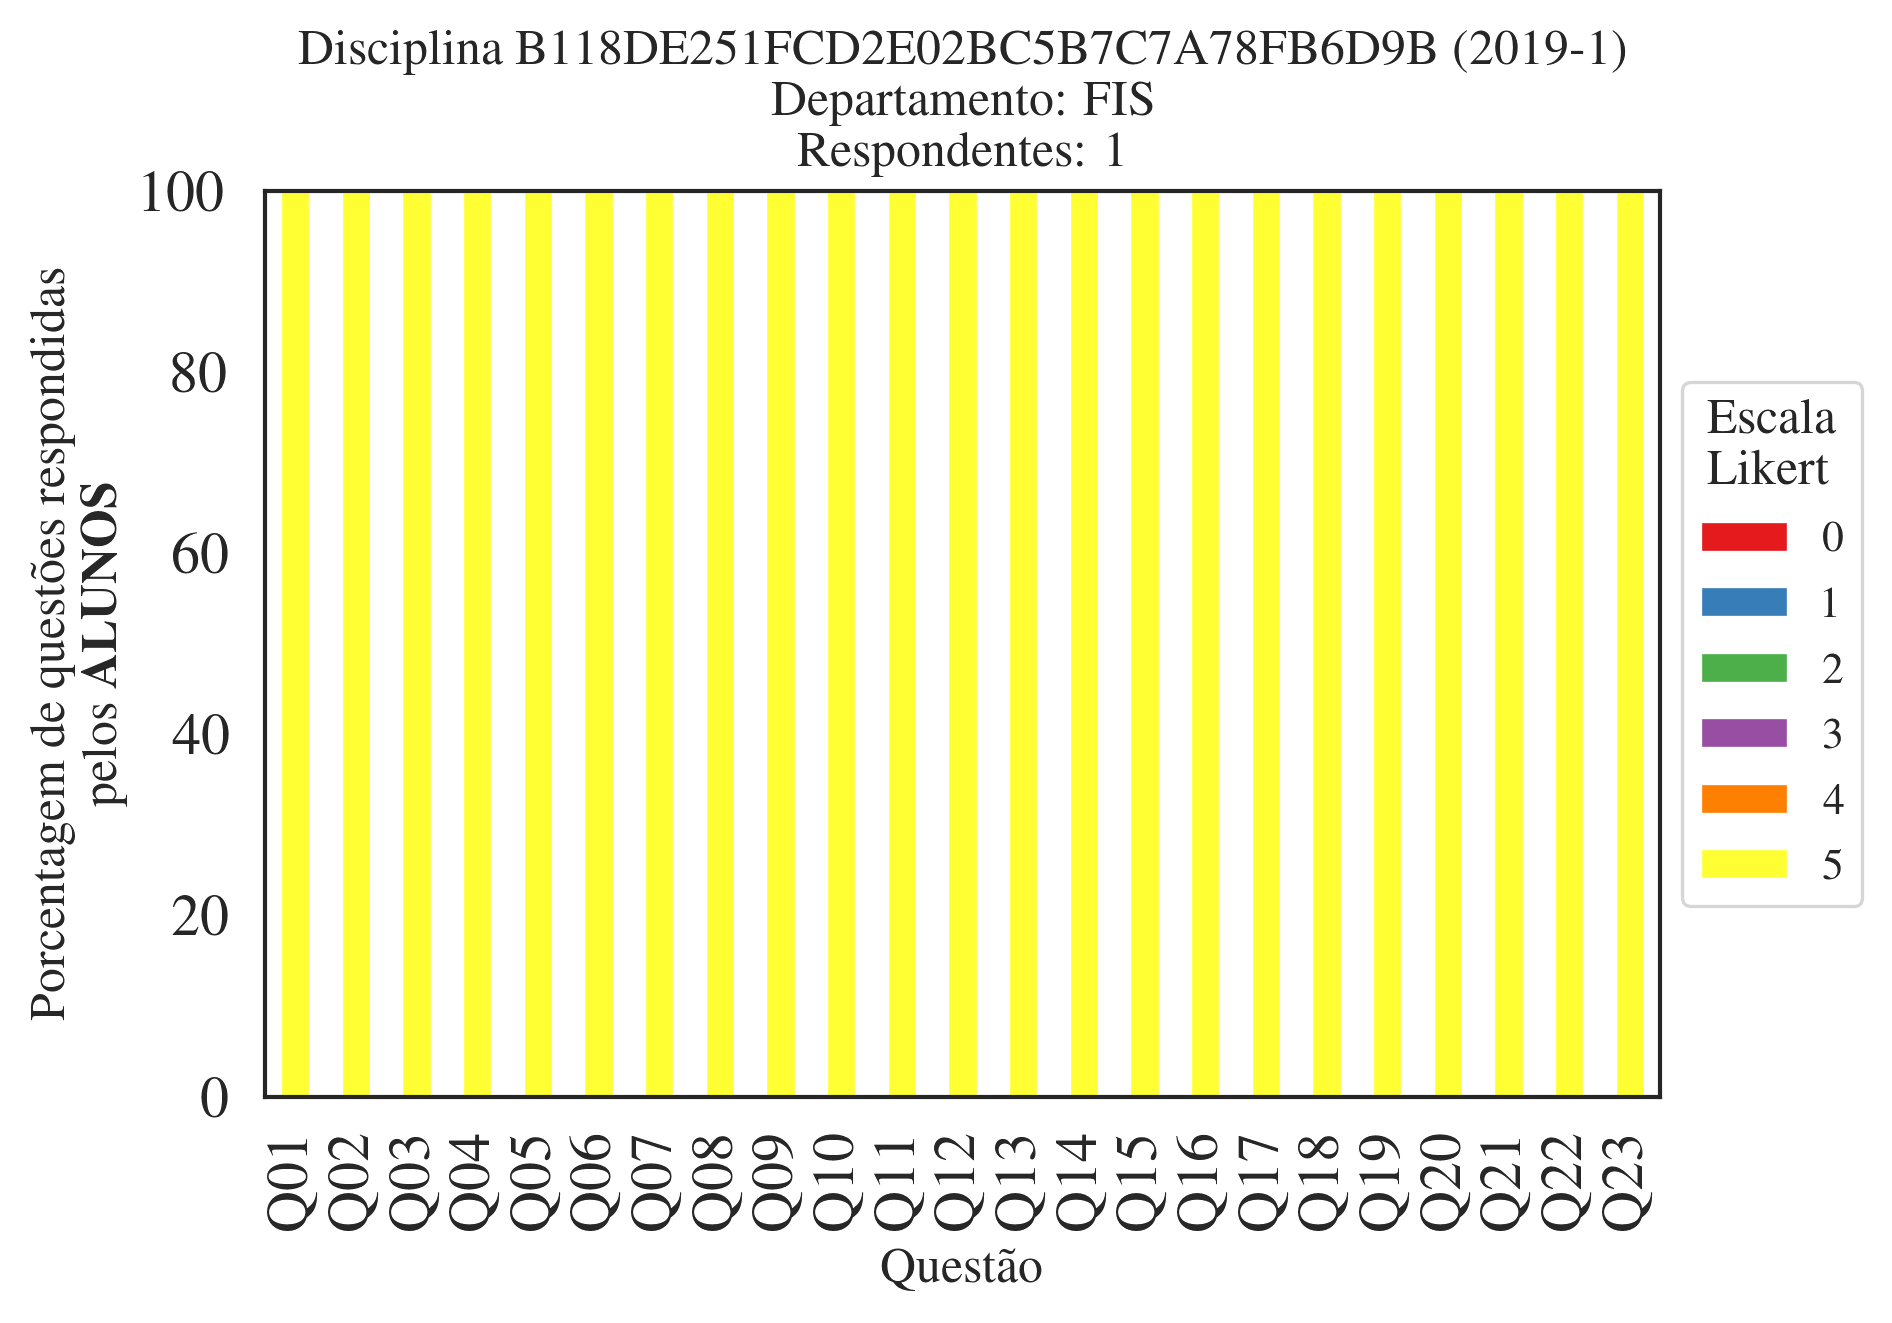 Disciplina B118DE251FCD2E02BC5B7C7A78FB6D9B (2019-1)
Departamento: FIS
Respondentes: 1
Porcentagem de questões respondidas
pelos ALUNOS
100
80
60
40
20
0
Q01
Q02
Q03
Q04
Q05
Q06
Q07
Q08
Q09
Q10
Q11
Q12
Q13
Q14
Q15
Q16
Q17
Q18
Q19
Q20
Q21
Q22
Q23
Questão
Escala
Likert
0
1
2
3
4
5